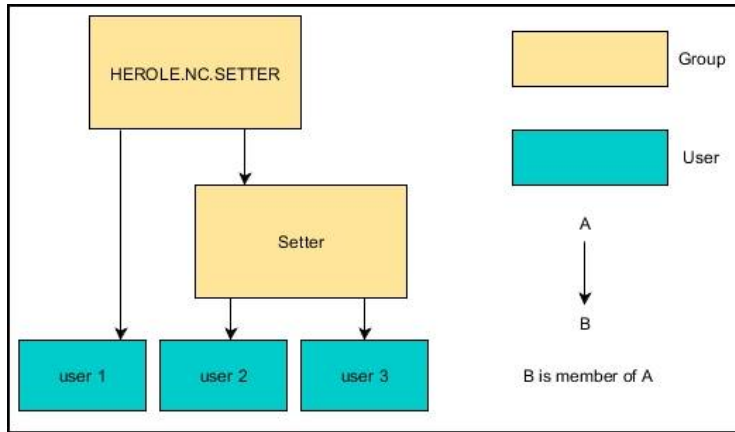 HEROLE.NC.SETTER
Group
User
Setter
A
B
user 1
user 2
user 3
B is member of A